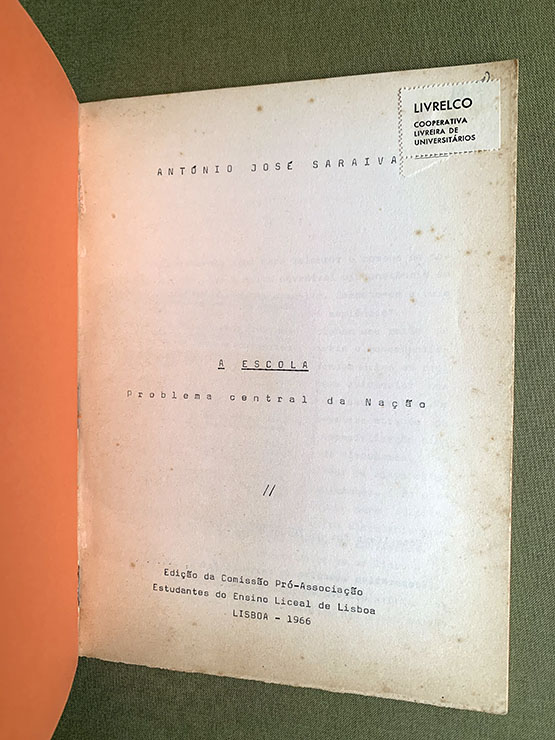 LIVRELCO
COOPERATIVA
LIVREIRA DE
UNIVERSITÁRIOS
ANTÓNIO JOSÉ SARAIVA
A ESCOLA
Problema central da Nação
//
Edição da Comissão Pró-Associação
Estudantes do Ensino Liceal de Lisboa
LISBOA - 1966